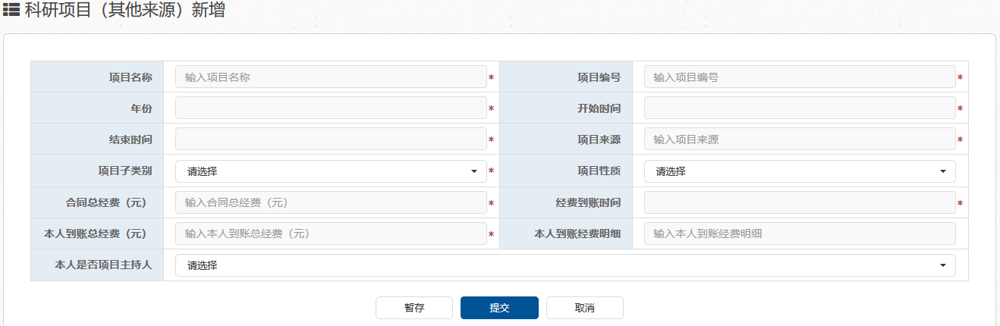 科研项目（其他来源）新增
项目名称 输入项目名称 * 项目编号 输入项目编号 *
年份 * 开始时间 *
结束时间 * 项目来源 输入项目来源 *
项目子类别 请选择 * 项目性质 请选择
合同总经费（元） 输入合同总经费（元） * 经费到账时间 *
本人到账总经费（元） 输入本人到账总经费（元） * 本人到账经费明细 输入本人到账经费明细
本人是否项目主持人 请选择
暂存 提交 取消